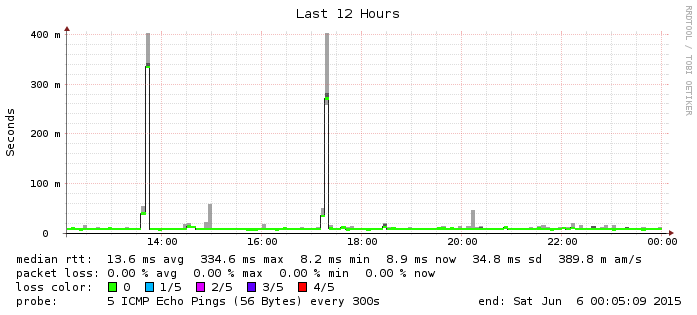 Last 12 Hours
RRDTOOL / TOBI OETIKER
Seconds
400 m
300 m
200 m
100 m
0
14:00 16:00 18:00 20:00 22:00 00:00
median rtt: 13.6 ms avg 334.6 ms max 8.2 ms min 8.9 ms now 34.8 ms sd 389.8 m am/s
packet loss: 0.00 % avg 0.00 % max 0.00 % min 0.00 % now
loss color: 0 1/5 2/5 3/5 4/5
probe: 5 ICMP Echo Pings (56 Bytes) every 300s end: Sat Jun 6 00:05:09 2015